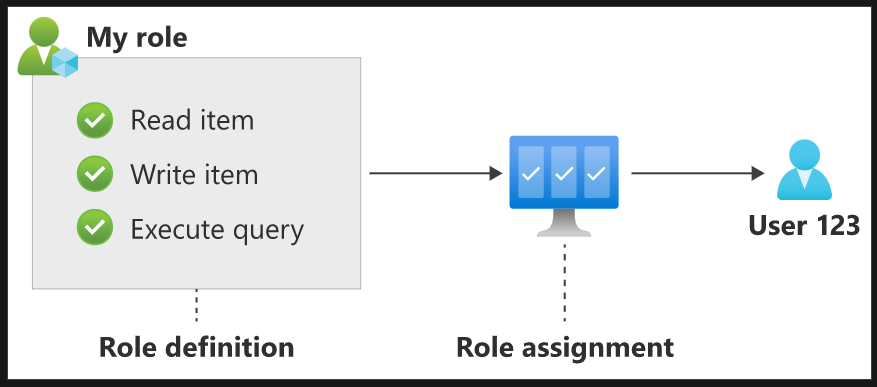 My role
Read item
Write item
Execute query
User 123
Role definition
Role assignment